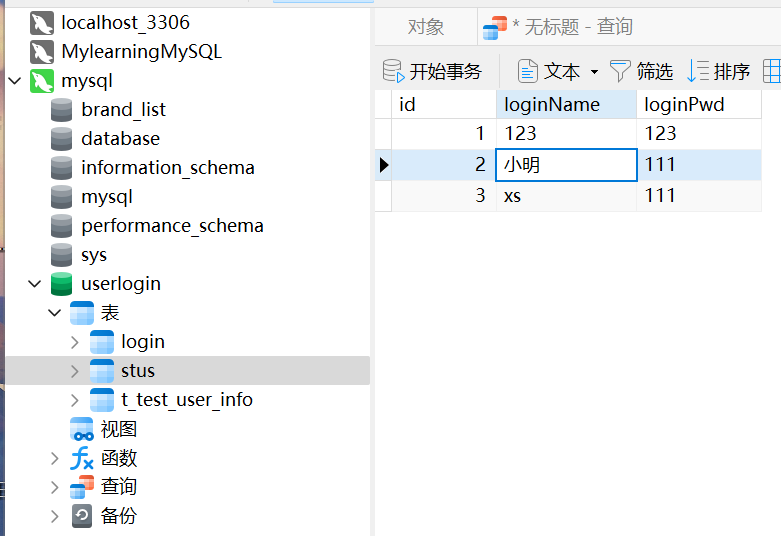 localhost_3306
MylearningMySQL
mysql
brand_list
database
information_schema
mysql
performance_schema
sys
userlogin
表
login
stus
t_test_user_info
视图
函数
查询
备份
对象
* 无标题 - 查询
开始事务 文本 筛选 排序
id loginName loginPwd
1 123 123
2 小明 111
3 xs 111